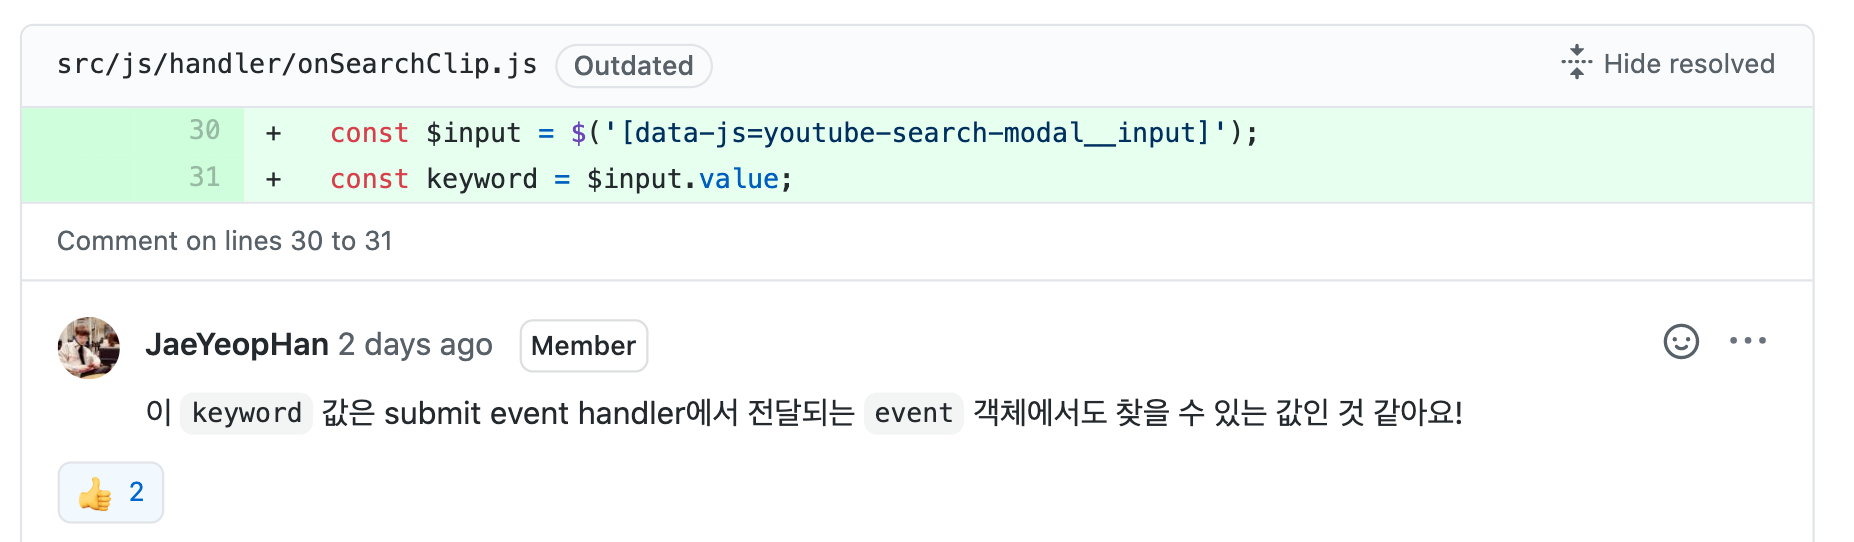 src/js/handler/onSearchClip.js Outdated Hide resolved
30 + const $input = $('[data-js=youtube-search-modal__input]');
31 + const keyword = $input.value;
Comment on lines 30 to 31
JaeYeopHan 2 days ago Member
이 keyword 값은 submit event handler에서 전달되는 event 객체에서도 찾을 수 있는 값인 것 같아요!
👍 2